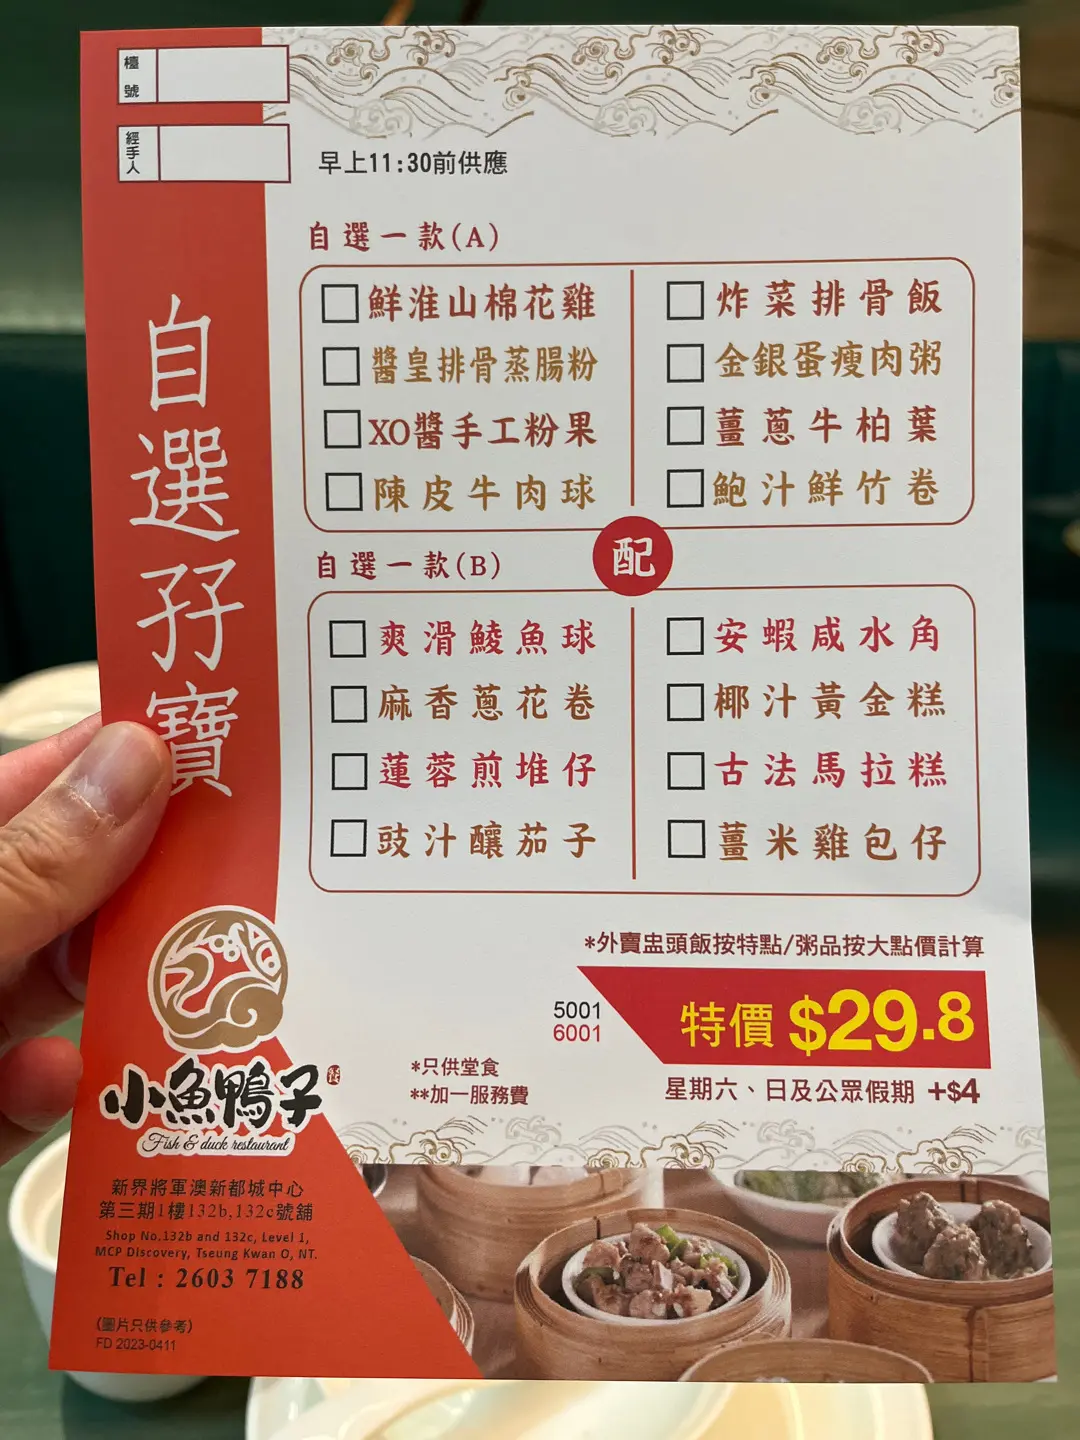 檯號
經手人
早上11:30前供應
自選孖寶
自選一款(A)
鮮淮山棉花雞
醬皇排骨蒸腸粉
XO醬手工粉果
陳皮牛肉球
炸菜排骨飯
金銀蛋瘦肉粥
薑蔥牛柏葉
鮑汁鮮竹卷
配
自選一款(B)
爽滑鯪魚球
麻香蔥花卷
蓮蓉煎堆仔
豉汁釀茄子
安蝦咸水角
椰汁黃金糕
古法馬拉糕
薑米雞包仔
*外賣盅頭飯按特點/粥品按大點價計算
5001
6001
特價 $29.8
*只供堂食
**加一服務費
星期六、日及公眾假期 +$4
小魚鴨子
Fish & duck restaurant
新界將軍澳新都城中心
第三期1樓132b,132c號舖
Shop No.132b and 132c, Level 1,
MCP Discovery, Tseung Kwan O, NT.
Tel : 2603 7188
(圖片只供參考)
FD 2023-0411